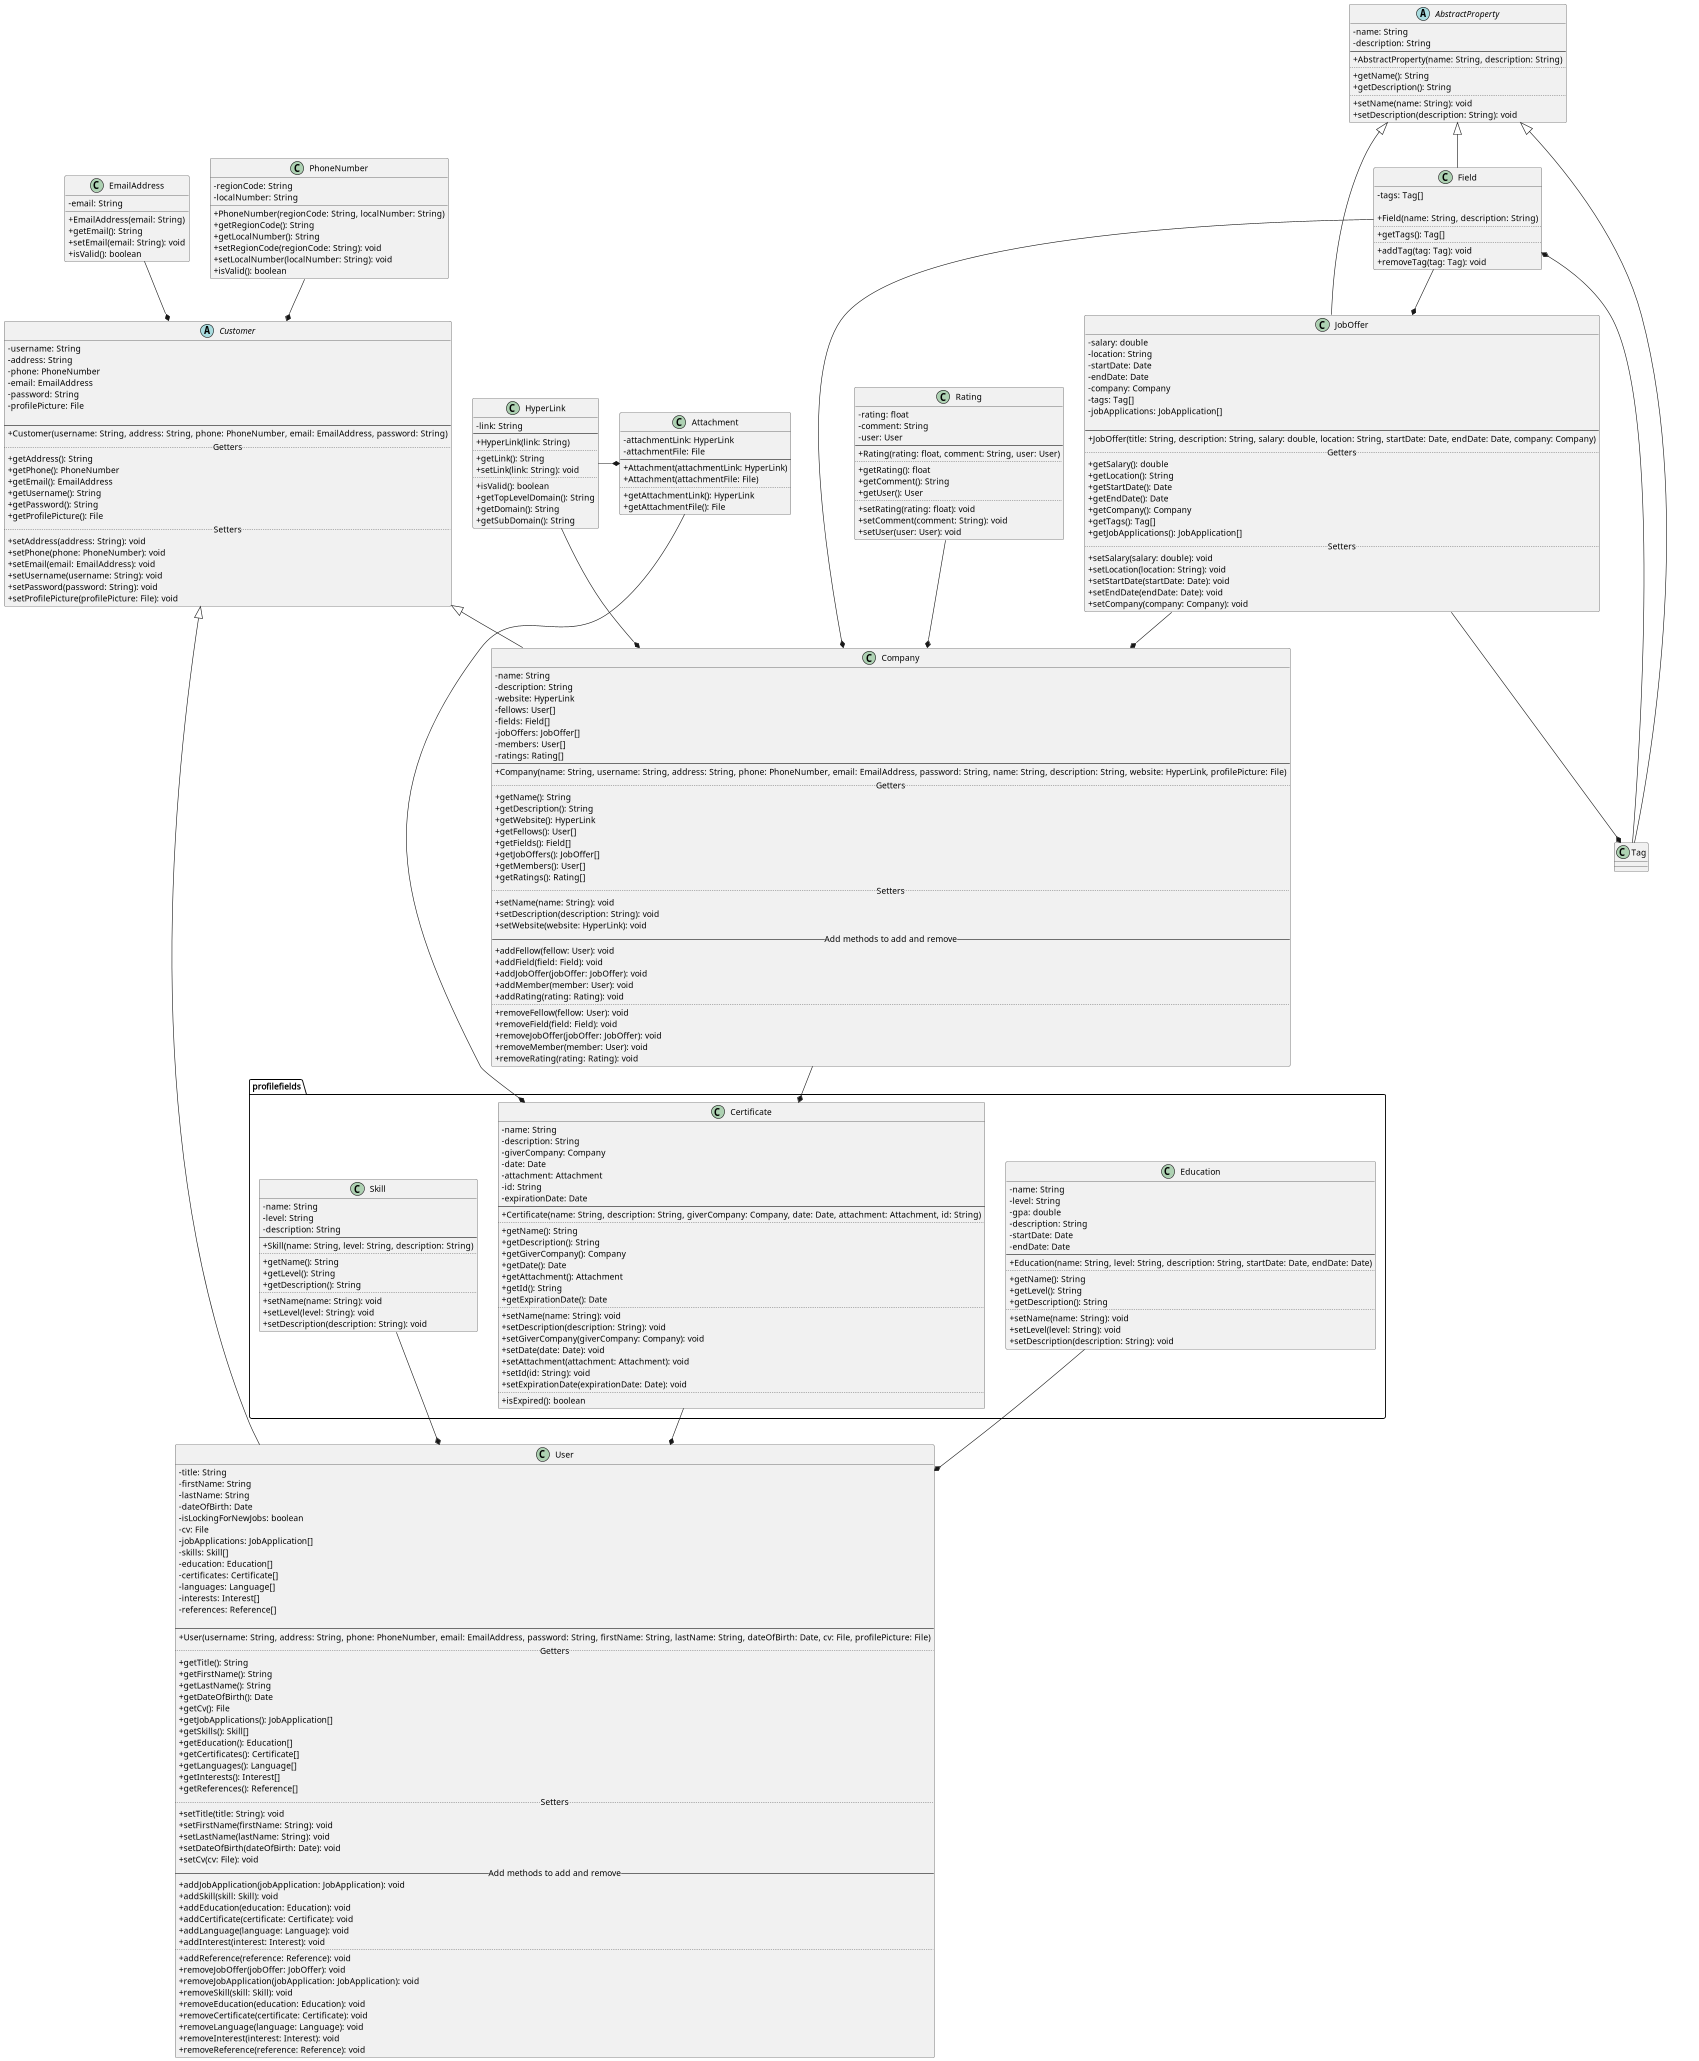 AbstractProperty
-name: String
-description: String
+AbstractProperty(name: String, description: String)
+getName(): String
+getDescription(): String
+setName(name: String): void
+setDescription(description: String): void
EmailAddress
-email: String
+EmailAddress(email: String)
+getEmail(): String
+setEmail(email: String): void
+isValid(): boolean
PhoneNumber
-regionCode: String
-localNumber: String
+PhoneNumber(regionCode: String, localNumber: String)
+getRegionCode(): String
+getLocalNumber(): String
+setRegionCode(regionCode: String): void
+setLocalNumber(localNumber: String): void
+isValid(): boolean
Field
-tags: Tag[]
+Field(name: String, description: String)
+getTags(): Tag[]
+addTag(tag: Tag): void
+removeTag(tag: Tag): void
Customer
-username: String
-address: String
-phone: PhoneNumber
-email: EmailAddress
-password: String
-profilePicture: File
+Customer(username: String, address: String, phone: PhoneNumber, email: EmailAddress, password: String)
Getters
+getAddress(): String
+getPhone(): PhoneNumber
+getEmail(): EmailAddress
+getUsername(): String
+getPassword(): String
+getProfilePicture(): File
Setters
+setAddress(address: String): void
+setPhone(phone: PhoneNumber): void
+setEmail(email: EmailAddress): void
+setUsername(username: String): void
+setPassword(password: String): void
+setProfilePicture(profilePicture: File): void
HyperLink
-link: String
+HyperLink(link: String)
+getLink(): String
+setLink(link: String): void
+isValid(): boolean
+getTopLevelDomain(): String
+getDomain(): String
+getSubDomain(): String
Attachment
-attachmentLink: HyperLink
-attachmentFile: File
+Attachment(attachmentLink: HyperLink)
+Attachment(attachmentFile: File)
+getAttachmentLink(): HyperLink
+getAttachmentFile(): File
Rating
-rating: float
-comment: String
-user: User
+Rating(rating: float, comment: String, user: User)
+getRating(): float
+getComment(): String
+getUser(): User
+setRating(rating: float): void
+setComment(comment: String): void
+setUser(user: User): void
JobOffer
-salary: double
-location: String
-startDate: Date
-endDate: Date
-company: Company
-tags: Tag[]
-jobApplications: JobApplication[]
+JobOffer(title: String, description: String, salary: double, location: String, startDate: Date, endDate: Date, company: Company)
Getters
+getSalary(): double
+getLocation(): String
+getStartDate(): Date
+getEndDate(): Date
+getCompany(): Company
+getTags(): Tag[]
+getJobApplications(): JobApplication[]
Setters
+setSalary(salary: double): void
+setLocation(location: String): void
+setStartDate(startDate: Date): void
+setEndDate(endDate: Date): void
+setCompany(company: Company): void
Company
-name: String
-description: String
-website: HyperLink
-fellows: User[]
-fields: Field[]
-jobOffers: JobOffer[]
-members: User[]
-ratings: Rating[]
+Company(name: String, username: String, address: String, phone: PhoneNumber, email: EmailAddress, password: String, name: String, description: String, website: HyperLink, profilePicture: File)
Getters
+getName(): String
+getDescription(): String
+getWebsite(): HyperLink
+getFellows(): User[]
+getFields(): Field[]
+getJobOffers(): JobOffer[]
+getMembers(): User[]
+getRatings(): Rating[]
Setters
+setName(name: String): void
+setDescription(description: String): void
+setWebsite(website: HyperLink): void
Add methods to add and remove
+addFellow(fellow: User): void
+addField(field: Field): void
+addJobOffer(jobOffer: JobOffer): void
+addMember(member: User): void
+addRating(rating: Rating): void
+removeFellow(fellow: User): void
+removeField(field: Field): void
+removeJobOffer(jobOffer: JobOffer): void
+removeMember(member: User): void
+removeRating(rating: Rating): void
Tag
profilefields
Skill
-name: String
-level: String
-description: String
+Skill(name: String, level: String, description: String)
+getName(): String
+getLevel(): String
+getDescription(): String
+setName(name: String): void
+setLevel(level: String): void
+setDescription(description: String): void
Certificate
-name: String
-description: String
-giverCompany: Company
-date: Date
-attachment: Attachment
-id: String
-expirationDate: Date
+Certificate(name: String, description: String, giverCompany: Company, date: Date, attachment: Attachment, id: String)
+getName(): String
+getDescription(): String
+getGiverCompany(): Company
+getDate(): Date
+getAttachment(): Attachment
+getId(): String
+getExpirationDate(): Date
+setName(name: String): void
+setDescription(description: String): void
+setGiverCompany(giverCompany: Company): void
+setDate(date: Date): void
+setAttachment(attachment: Attachment): void
+setId(id: String): void
+setExpirationDate(expirationDate: Date): void
+isExpired(): boolean
Education
-name: String
-level: String
-gpa: double
-description: String
-startDate: Date
-endDate: Date
+Education(name: String, level: String, description: String, startDate: Date, endDate: Date)
+getName(): String
+getLevel(): String
+getDescription(): String
+setName(name: String): void
+setLevel(level: String): void
+setDescription(description: String): void
User
-title: String
-firstName: String
-lastName: String
-dateOfBirth: Date
-isLockingForNewJobs: boolean
-cv: File
-jobApplications: JobApplication[]
-skills: Skill[]
-education: Education[]
-certificates: Certificate[]
-languages: Language[]
-interests: Interest[]
-references: Reference[]
+User(username: String, address: String, phone: PhoneNumber, email: EmailAddress, password: String, firstName: String, lastName: String, dateOfBirth: Date, cv: File, profilePicture: File)
Getters
+getTitle(): String
+getFirstName(): String
+getLastName(): String
+getDateOfBirth(): Date
+getCv(): File
+getJobApplications(): JobApplication[]
+getSkills(): Skill[]
+getEducation(): Education[]
+getCertificates(): Certificate[]
+getLanguages(): Language[]
+getInterests(): Interest[]
+getReferences(): Reference[]
Setters
+setTitle(title: String): void
+setFirstName(firstName: String): void
+setLastName(lastName: String): void
+setDateOfBirth(dateOfBirth: Date): void
+setCv(cv: File): void
Add methods to add and remove
+addJobApplication(jobApplication: JobApplication): void
+addSkill(skill: Skill): void
+addEducation(education: Education): void
+addCertificate(certificate: Certificate): void
+addLanguage(language: Language): void
+addInterest(interest: Interest): void
+addReference(reference: Reference): void
+removeJobOffer(jobOffer: JobOffer): void
+removeJobApplication(jobApplication: JobApplication): void
+removeSkill(skill: Skill): void
+removeEducation(education: Education): void
+removeCertificate(certificate: Certificate): void
+removeLanguage(language: Language): void
+removeInterest(interest: Interest): void
+removeReference(reference: Reference): void